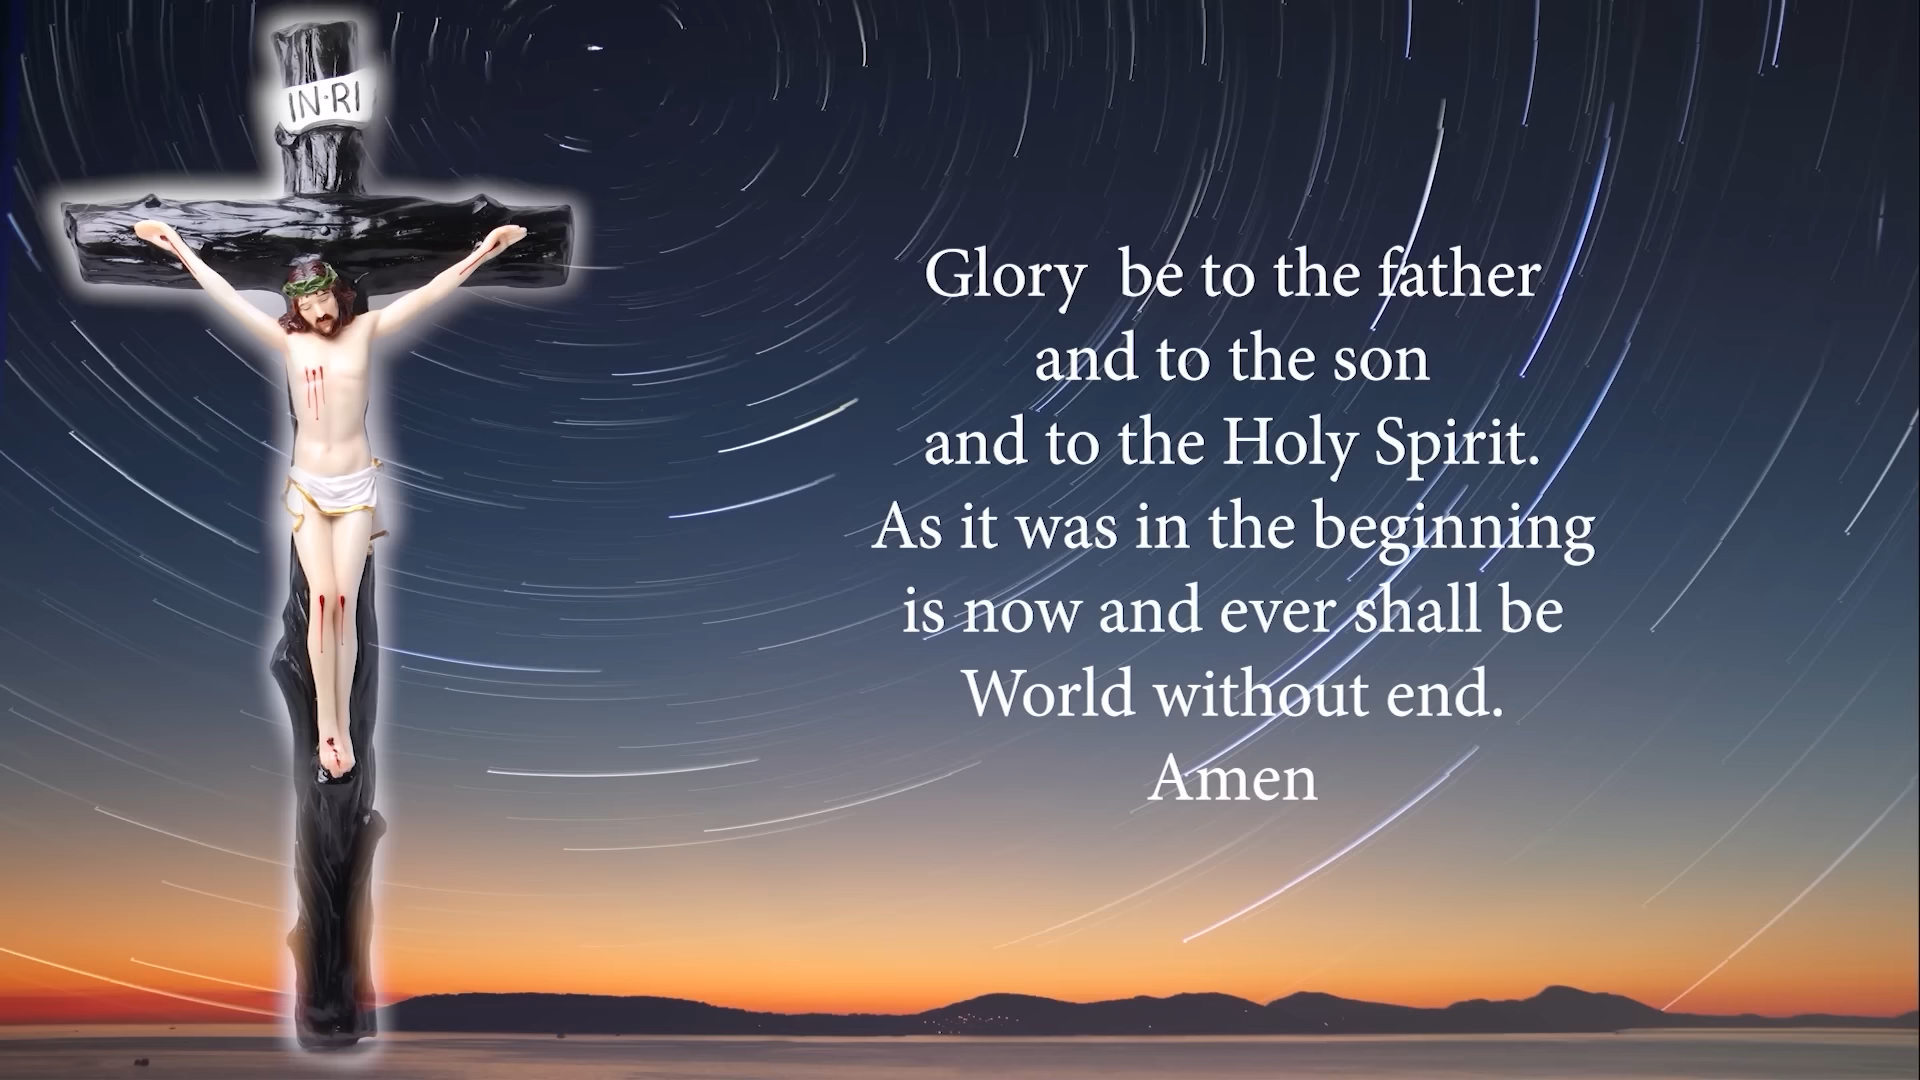 IN·RI
Glory  be to the father
and to the son
and to the Holy Spirit.
As it was in the beginning
is now and ever shall be
World without end.
Amen